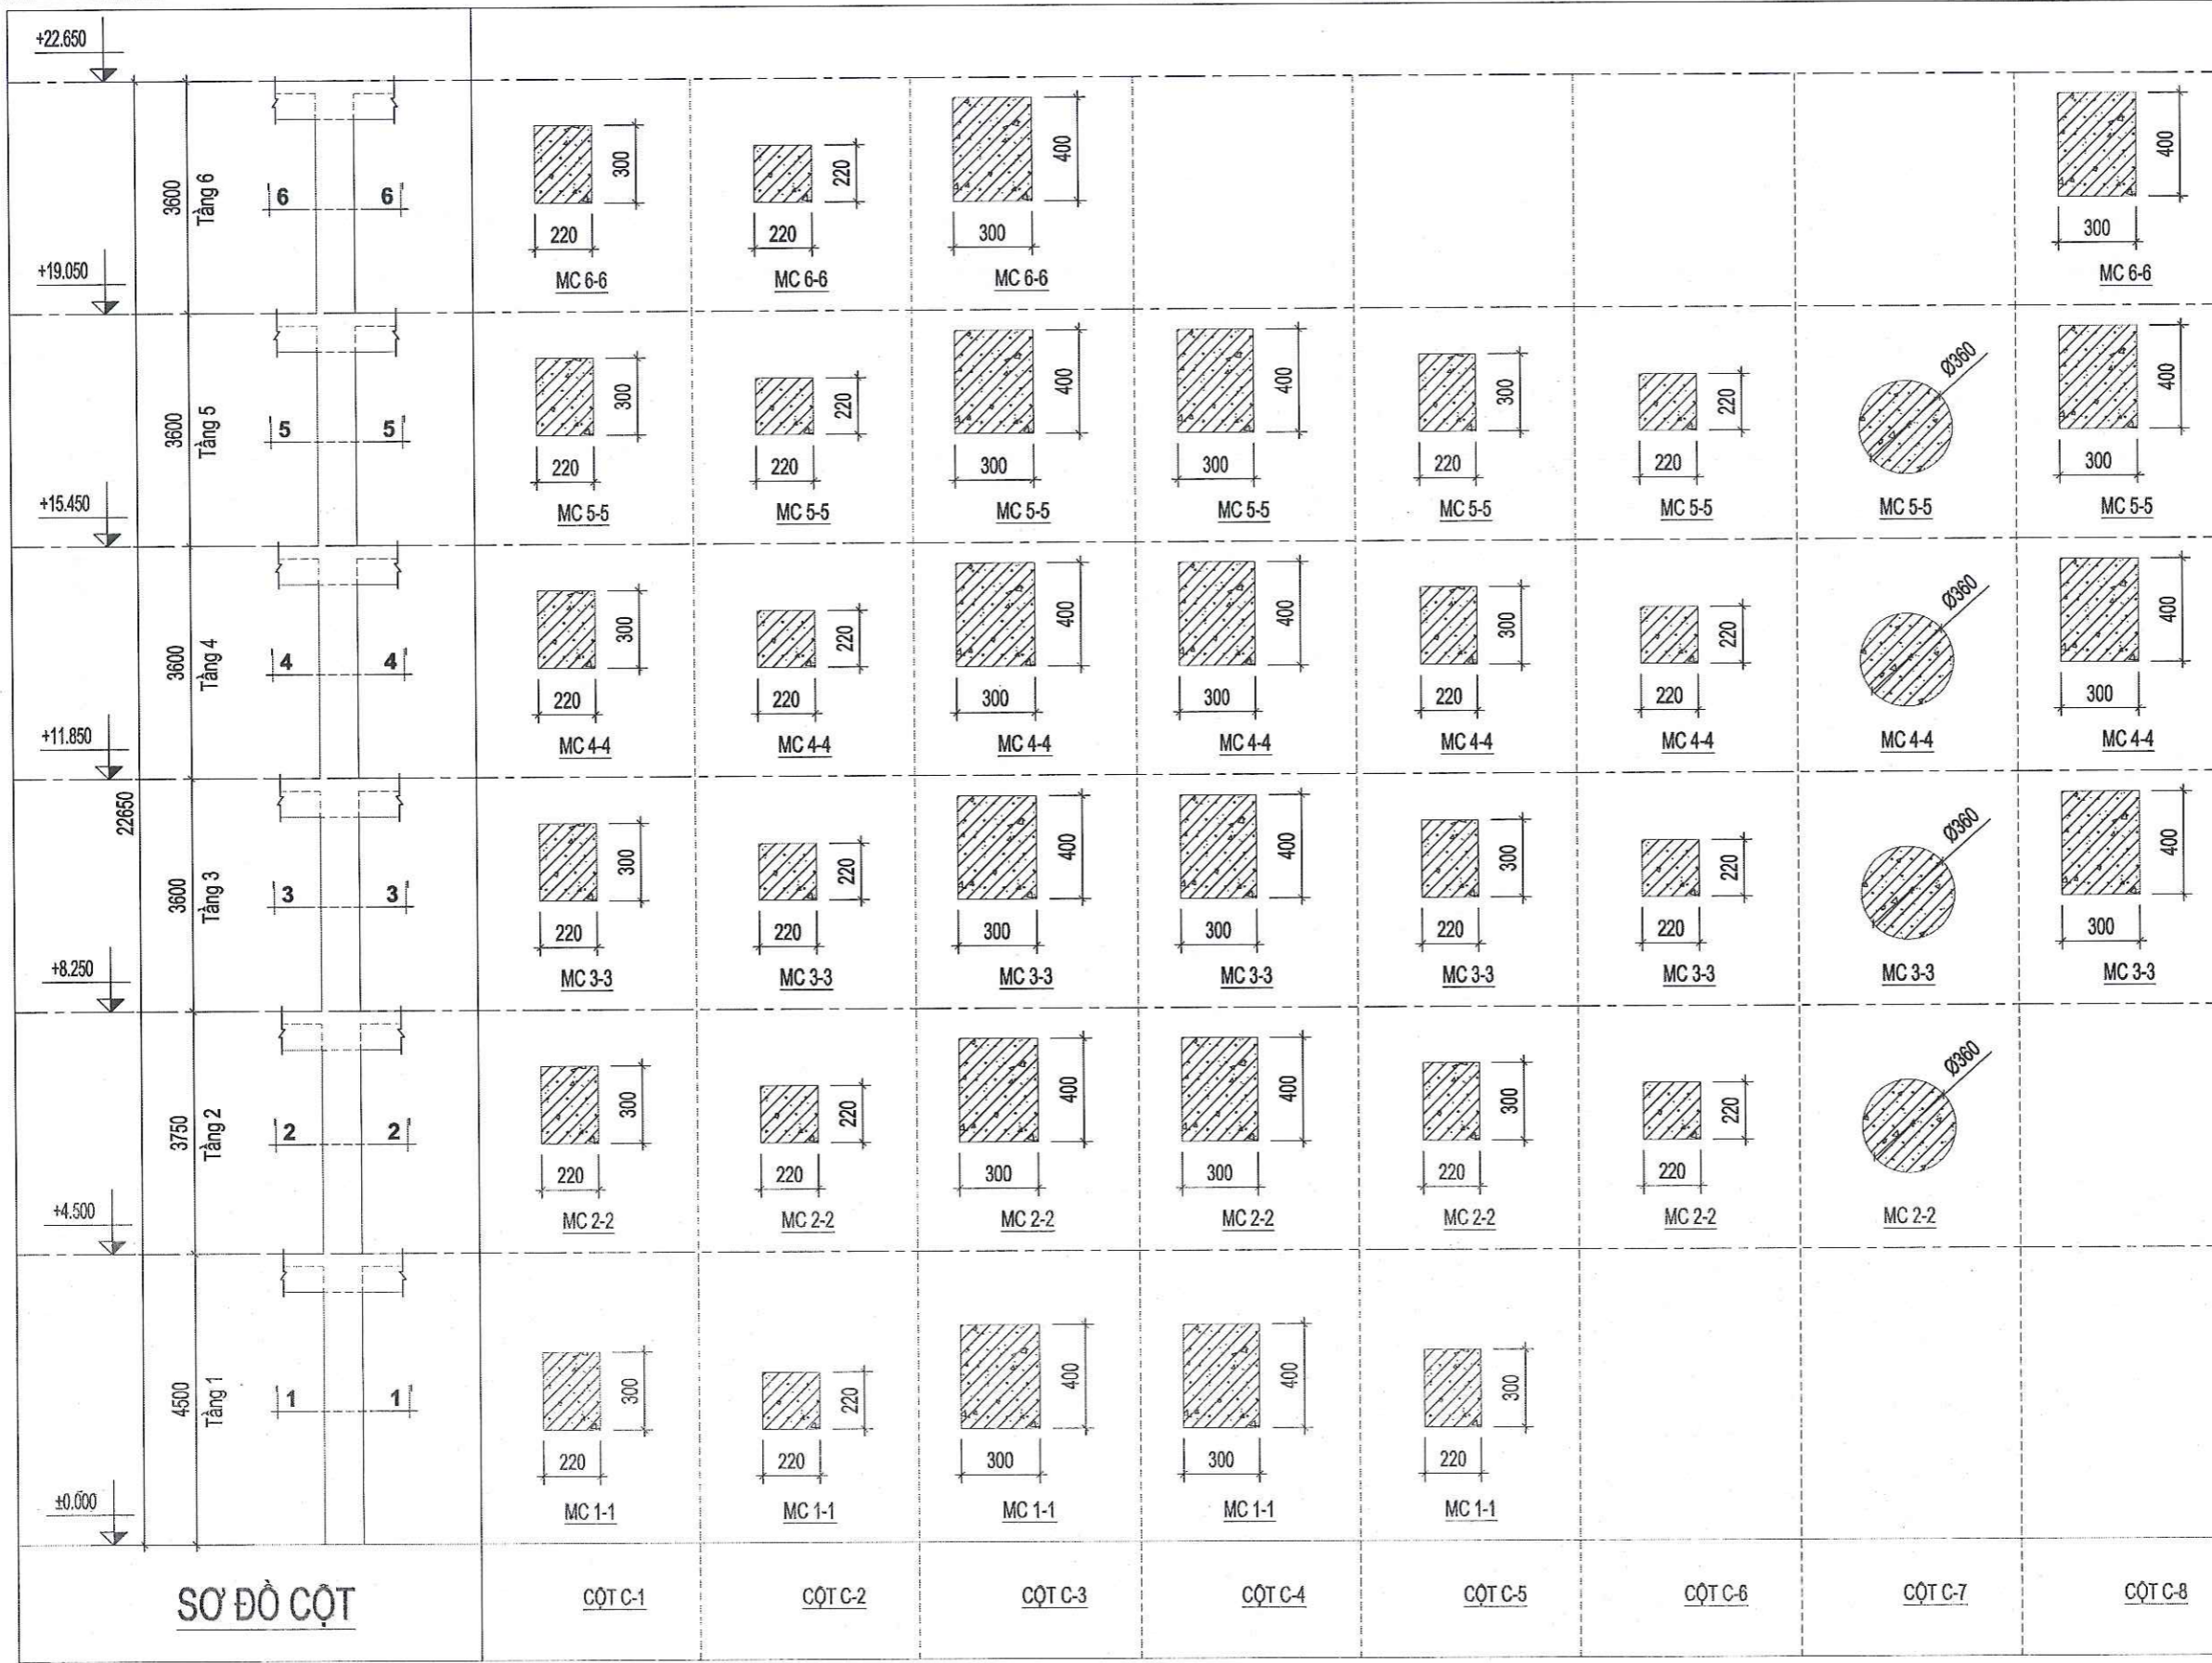 +22.650
3600
Tầng 6
6 6
300
220
MC 6-6
220
220
MC 6-6
400
300
MC 6-6
400
300
MC 6-6
+19.050
3600
Tầng 5
5 5
300
220
MC 5-5
220
220
MC 5-5
400
300
MC 5-5
400
300
MC 5-5
300
220
MC 5-5
220
220
MC 5-5
Ø360
MC 5-5
400
300
MC 5-5
+15.450
3600
Tầng 4
4 4
300
220
MC 4-4
220
220
MC 4-4
400
300
MC 4-4
400
300
MC 4-4
300
220
MC 4-4
220
220
MC 4-4
Ø360
MC 4-4
400
300
MC 4-4
+11.850
22650
3600
Tầng 3
3 3
300
220
MC 3-3
220
220
MC 3-3
400
300
MC 3-3
400
300
MC 3-3
300
220
MC 3-3
220
220
MC 3-3
Ø360
MC 3-3
400
300
MC 3-3
+8.250
3750
Tầng 2
2 2
300
220
MC 2-2
220
220
MC 2-2
400
300
MC 2-2
400
300
MC 2-2
300
220
MC 2-2
220
220
MC 2-2
Ø360
MC 2-2
+4.500
4500
Tầng 1
1 1
300
220
MC 1-1
220
220
MC 1-1
400
300
MC 1-1
400
300
MC 1-1
300
220
MC 1-1
±0.000
SƠ ĐỒ CỘT
CỘT C-1
CỘT C-2
CỘT C-3
CỘT C-4
CỘT C-5
CỘT C-6
CỘT C-7
CỘT C-8